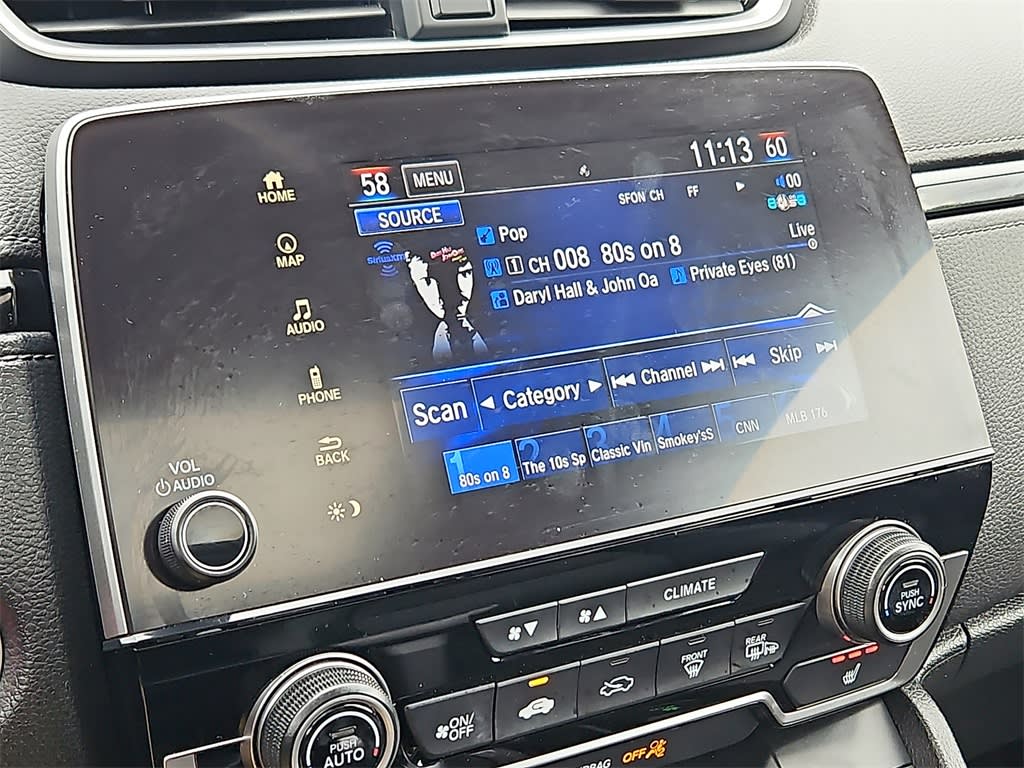 11:13 60
58 MENU
HOME
SFON CH FF
00
SOURCE
siriusxm
Pop
Live
MAP
1 CH 008 80s on 8
Daryl Hall & John Oa Private Eyes (81)
AUDIO
Scan Category Channel Skip
PHONE
1 80s on 8 2 The 10s Sp 3 Classic Vin 4 Smokey'sS 5 CNN MLB 176
BACK
VOL
AUDIO
CLIMATE
PUSH
SYNC
FRONT
REAR
ON/
OFF
PUSH
AUTO
OFF